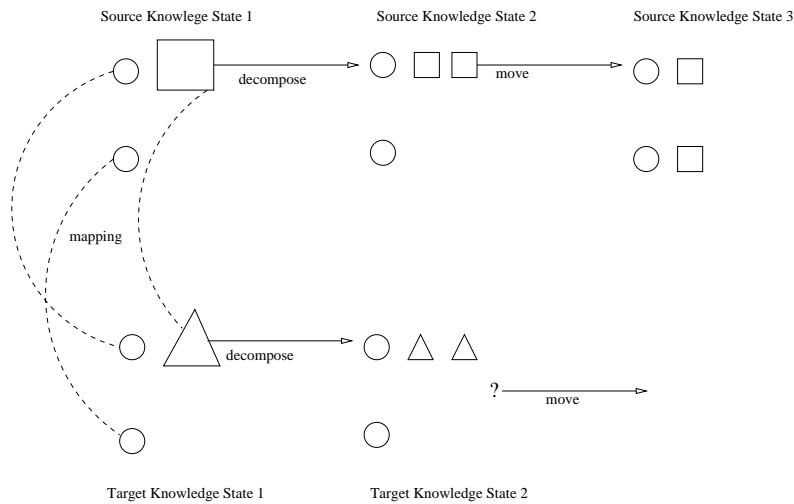 Source Knowlege State 1
Source Knowledge State 2
Source Knowledge State 3
decompose
move
mapping
decompose
?
move
Target Knowledge State 1
Target Knowledge State 2